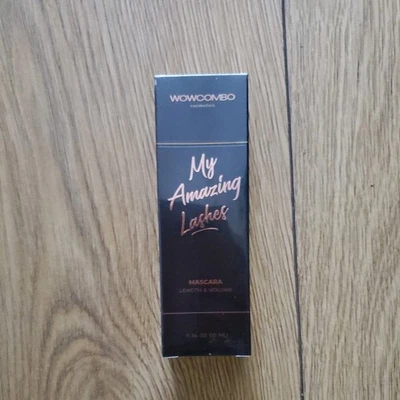 WOWCOMBO
My
Amazing
Lashes
MASCARA
LENGTH & VOLUME